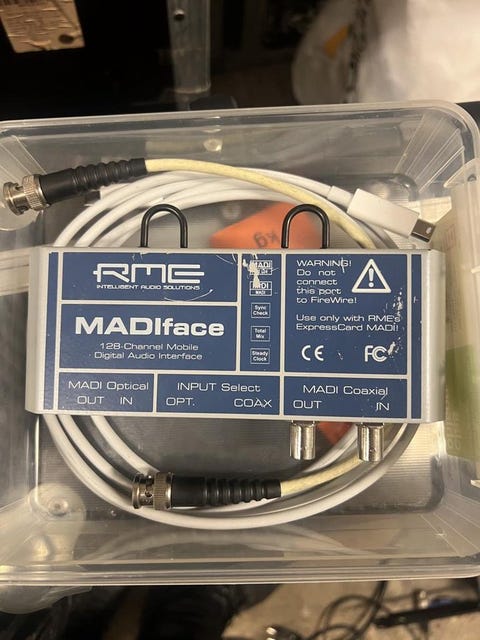 RME
INTELLIGENT AUDIO SOLUTIONS
MADIface
128-Channel Mobile
Digital Audio Interface
MADI
MADI
MADI
Sync
Check
Total
Mix
Steady
Clock
WARNING!
Do not
connect
this port
to FireWire!
Use only with RME's
ExpressCard MADI!
CE FC
MADI Optical
OUT IN
INPUT Select
OPT. COAX
MADI Coaxial
OUT IN
kg